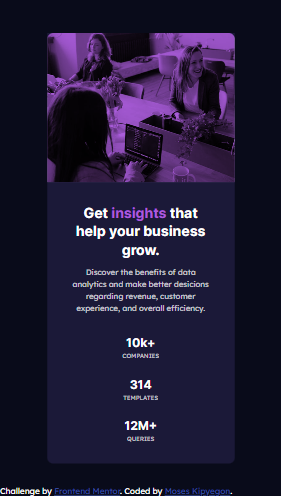 Get insights that
help your business
grow.
Discover the benefits of data
analytics and make better desicions
regarding revenue, customer
experience, and overall efficiency.
10k+
COMPANIES
314
TEMPLATES
12M+
QUERIES
Challenge by Frontend Mentor. Coded by Moses Kipyegon.